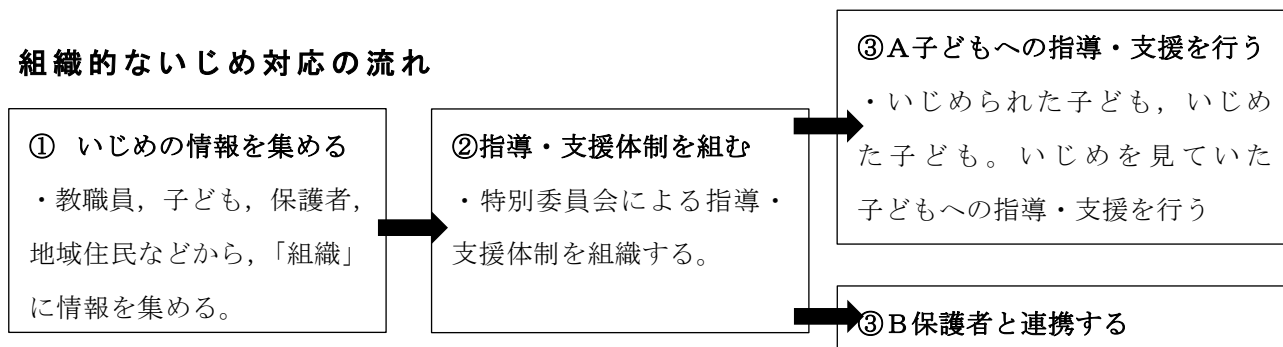 組織的ないじめ対応の流れ
① いじめの情報を集める
・教職員，子ども，保護者，
地域住民などから，「組織」
に情報を集める。
②指導・支援体制を組む
・特別委員会による指導・
支援体制を組織する。
③Ａ子どもへの指導・支援を行う
・いじめられた子ども，いじめ
た子ども。いじめを見ていた
子どもへの指導・支援を行う
③Ｂ保護者と連携する